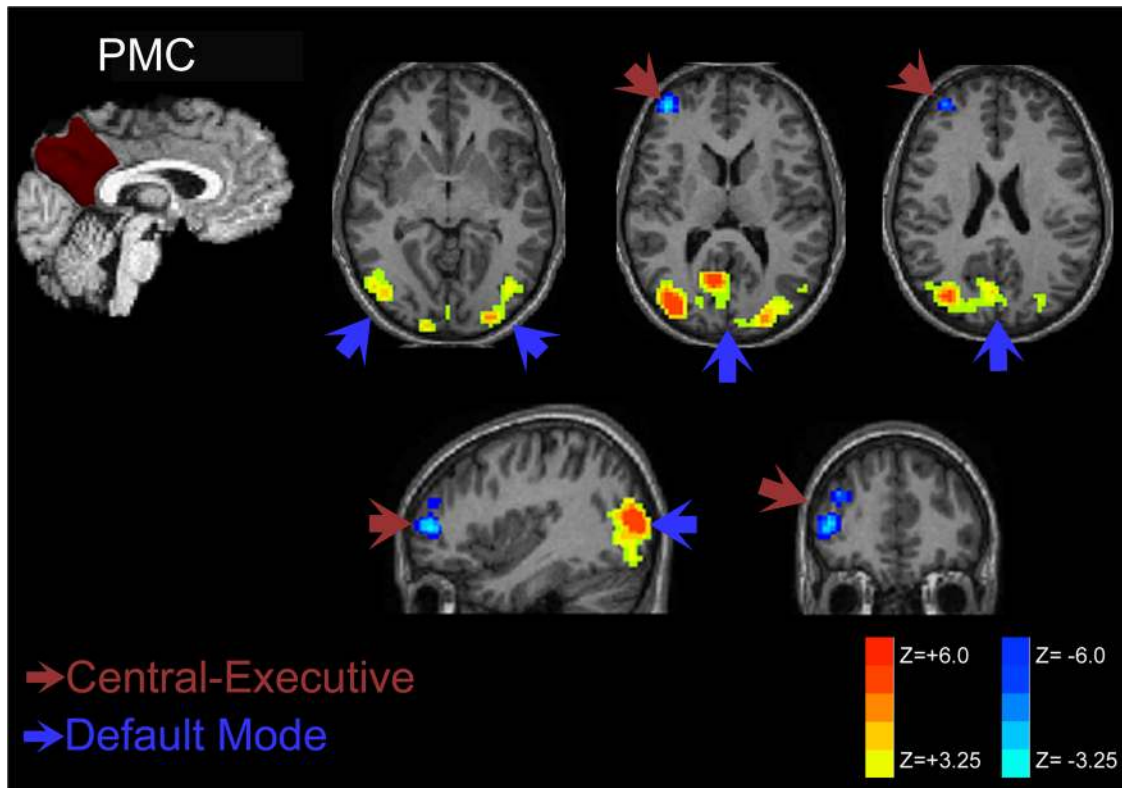 PMC
Central-Executive
Default Mode
Z=+6.0
Z=+3.25
Z= -6.0
Z= -3.25